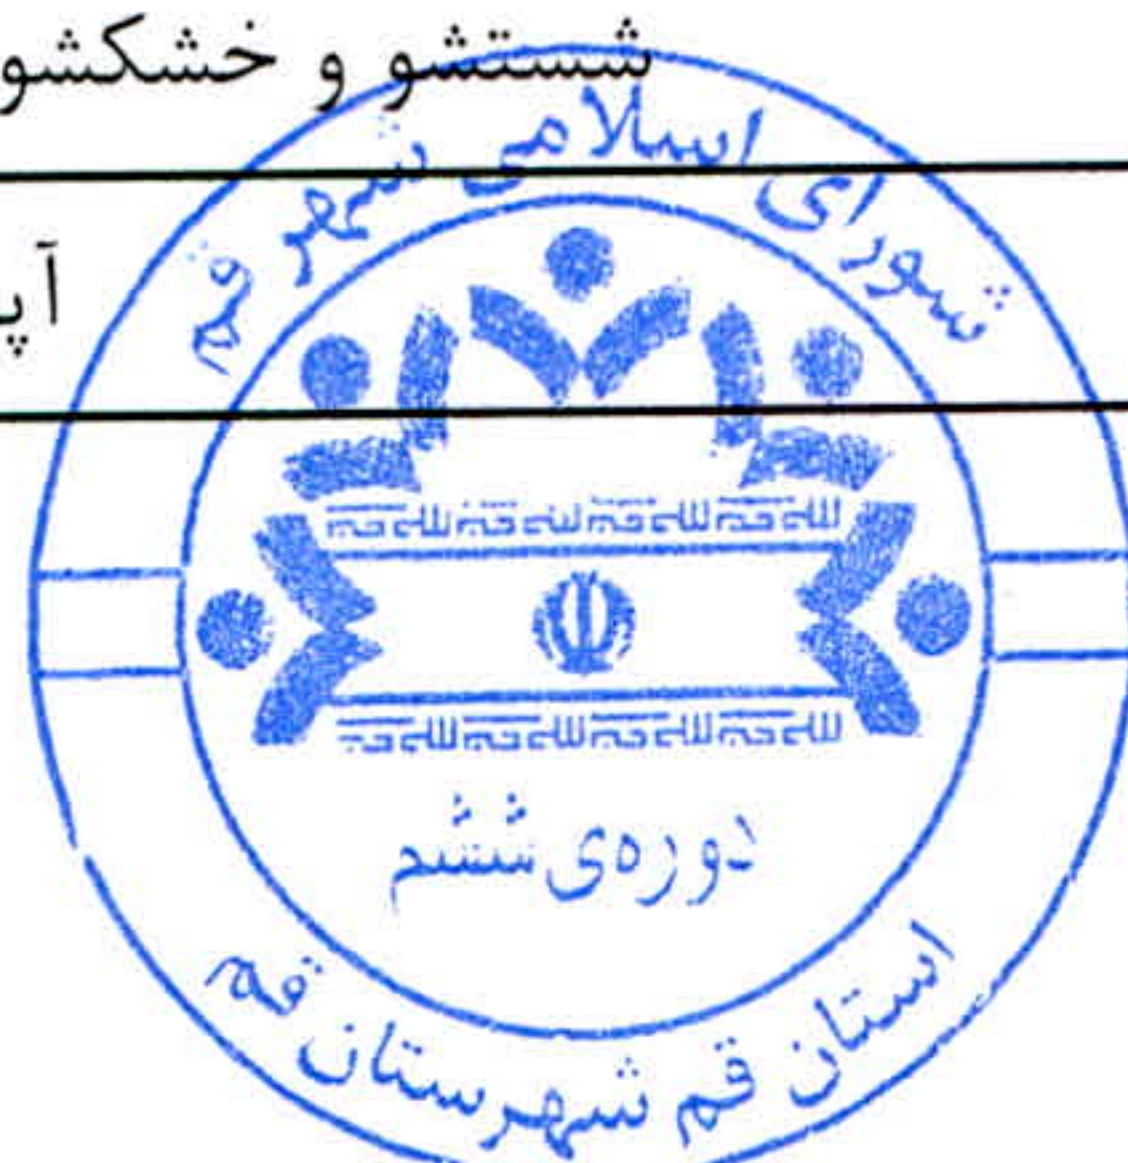 شستشو و خشکشو
آپ
شورای اسلامی شهر قم
دوره‌ی ششم
استان قم شهرستان قم